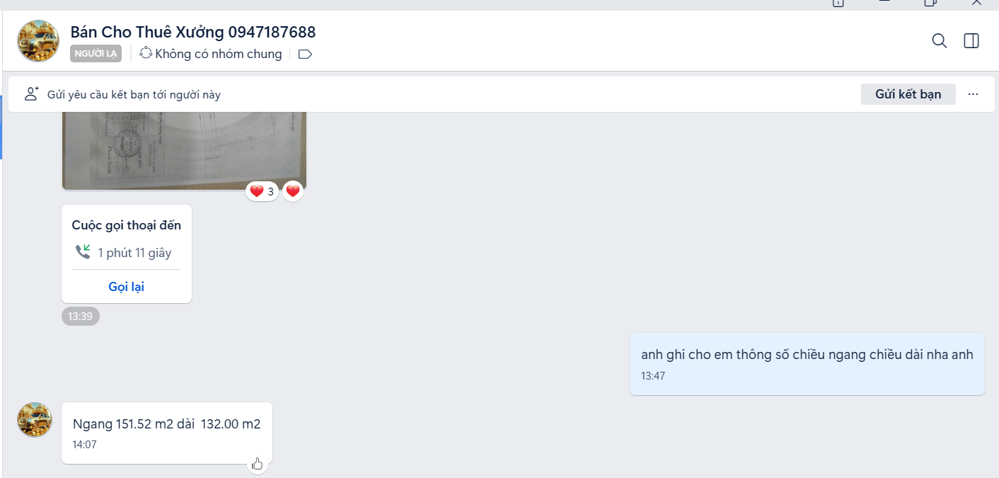 Bán Cho Thuê Xưởng 0947187688
NGƯỜI LẠ
Không có nhóm chung
Gửi yêu cầu kết bạn tới người này
Gửi kết bạn
3
Cuộc gọi thoại đến
1 phút 11 giây
Gọi lại
13:39
anh ghi cho em thông số chiều ngang chiều dài nha anh
13:47
Ngang 151.52 m2 dài 132.00 m2
14:07